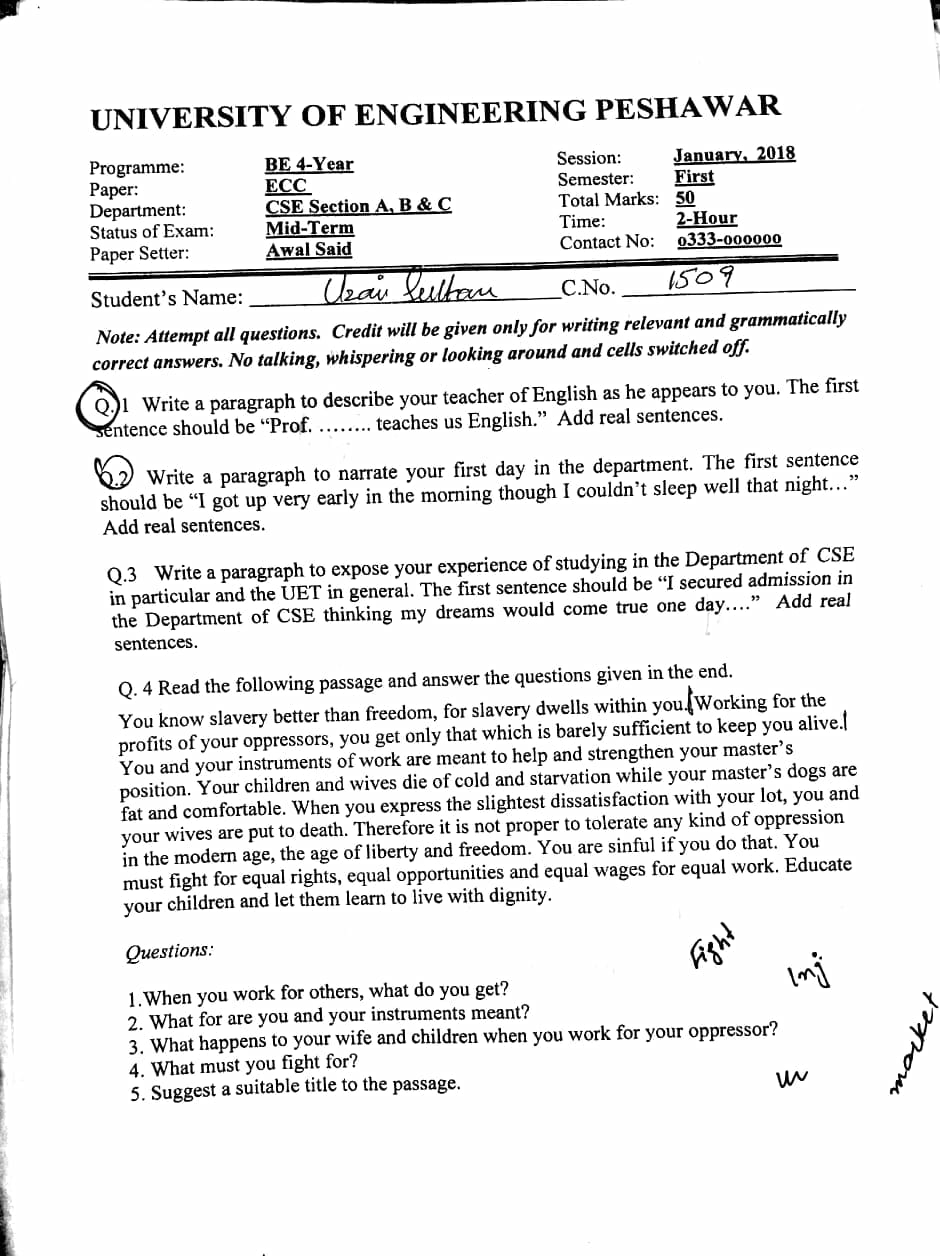 UNIVERSITY OF ENGINEERING PESHAWAR
Programme: BE 4-Year Session: January, 2018
Paper: ECC Semester: First
Department: CSE Section A, B & C Total Marks: 50
Status of Exam: Mid-Term Time: 2-Hour
Paper Setter: Awal Said Contact No: o333-oooooo
Student's Name: Uzair Sultan C.No. 1509
Note: Attempt all questions. Credit will be given only for writing relevant and grammatically
correct answers. No talking, whispering or looking around and cells switched off.
Q.1 Write a paragraph to describe your teacher of English as he appears to you. The first
sentence should be “Prof. ........ teaches us English.” Add real sentences.
Q.2 Write a paragraph to narrate your first day in the department. The first sentence
should be “I got up very early in the morning though I couldn't sleep well that night...”
Add real sentences.
Q.3 Write a paragraph to expose your experience of studying in the Department of CSE
in particular and the UET in general. The first sentence should be “I secured admission in
the Department of CSE thinking my dreams would come true one day....” Add real
sentences.
Q. 4 Read the following passage and answer the questions given in the end.
You know slavery better than freedom, for slavery dwells within you. Working for the
profits of your oppressors, you get only that which is barely sufficient to keep you alive.
You and your instruments of work are meant to help and strengthen your master's
position. Your children and wives die of cold and starvation while your master's dogs are
fat and comfortable. When you express the slightest dissatisfaction with your lot, you and
your wives are put to death. Therefore it is not proper to tolerate any kind of oppression
in the modern age, the age of liberty and freedom. You are sinful if you do that. You
must fight for equal rights, equal opportunities and equal wages for equal work. Educate
your children and let them learn to live with dignity.
Questions:
fight
Inj
1.When you work for others, what do you get?
2. What for are you and your instruments meant?
3. What happens to your wife and children when you work for your oppressor?
4. What must you fight for?
5. Suggest a suitable title to the passage.
market